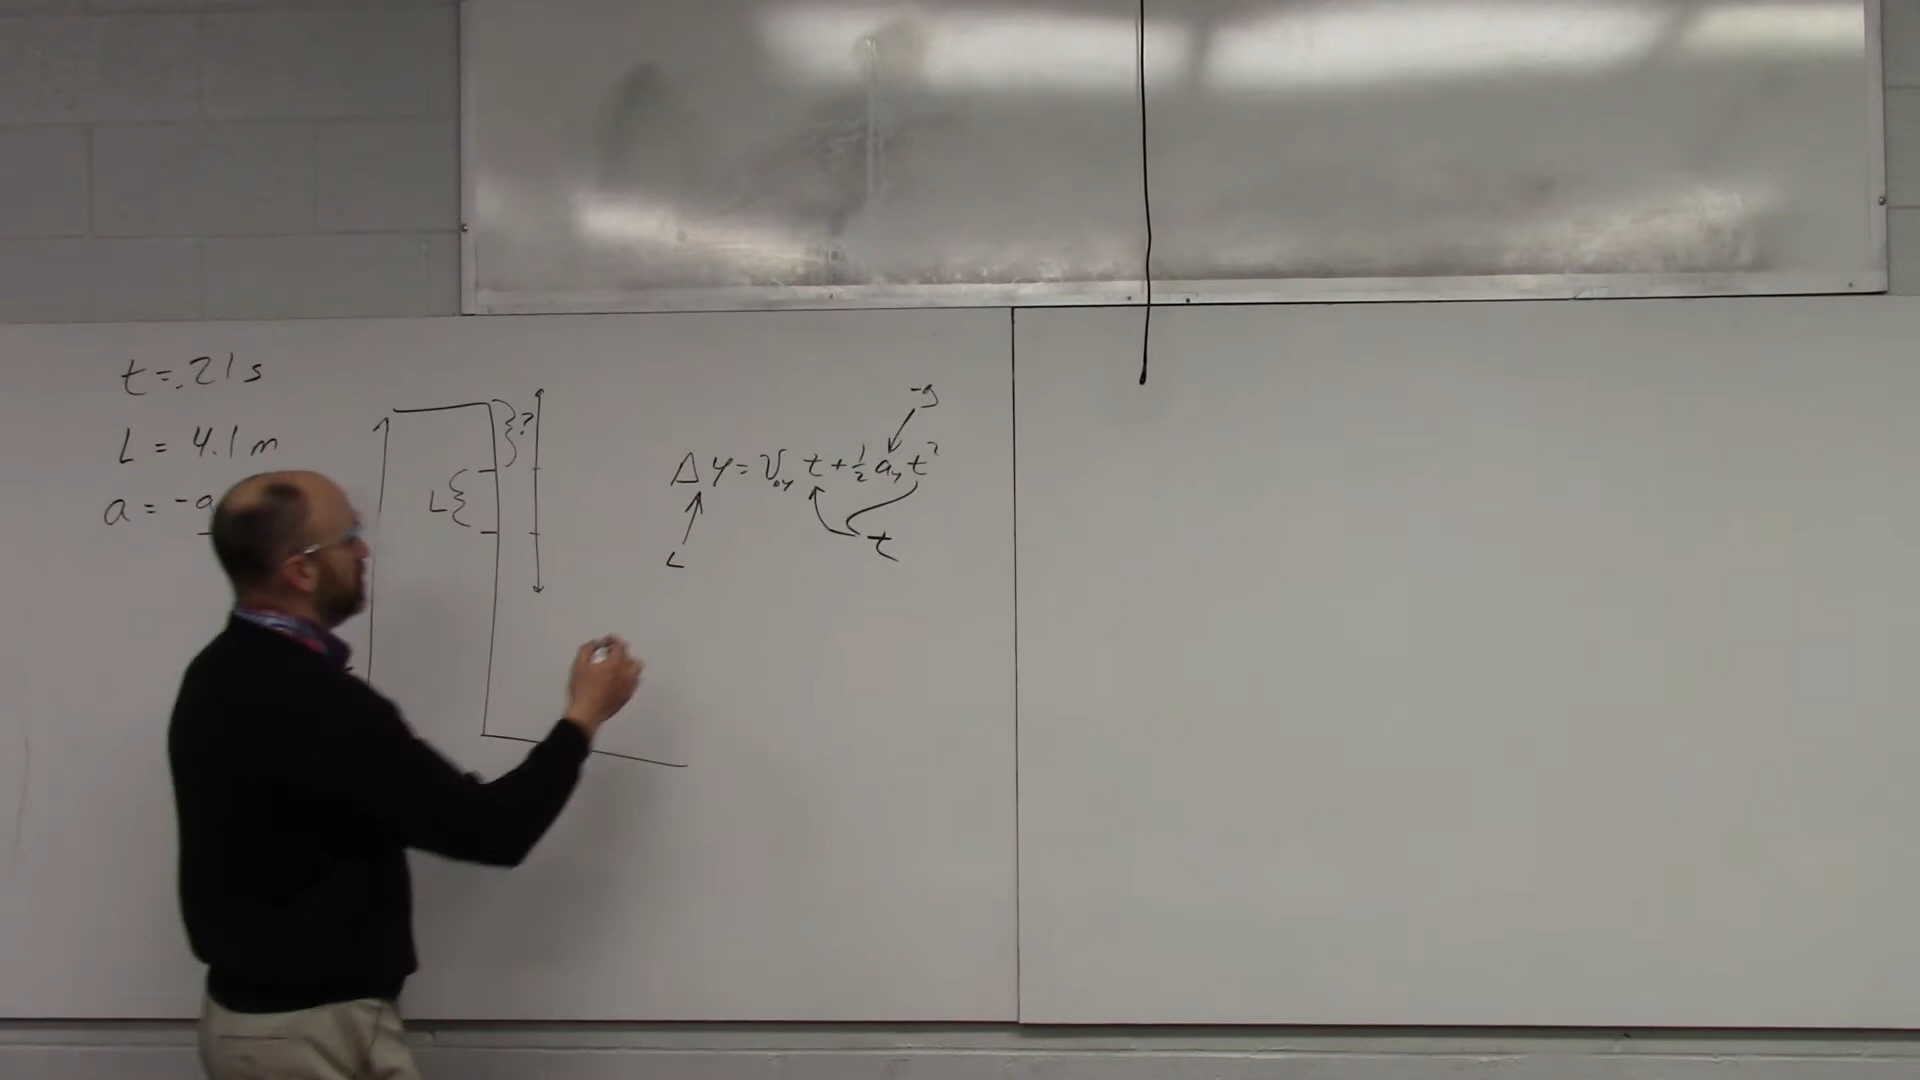 t = .21 s
L = 4.1 m
a = -g
?
L
-g
Δy = v₀y t + ½ ay t²
L
t